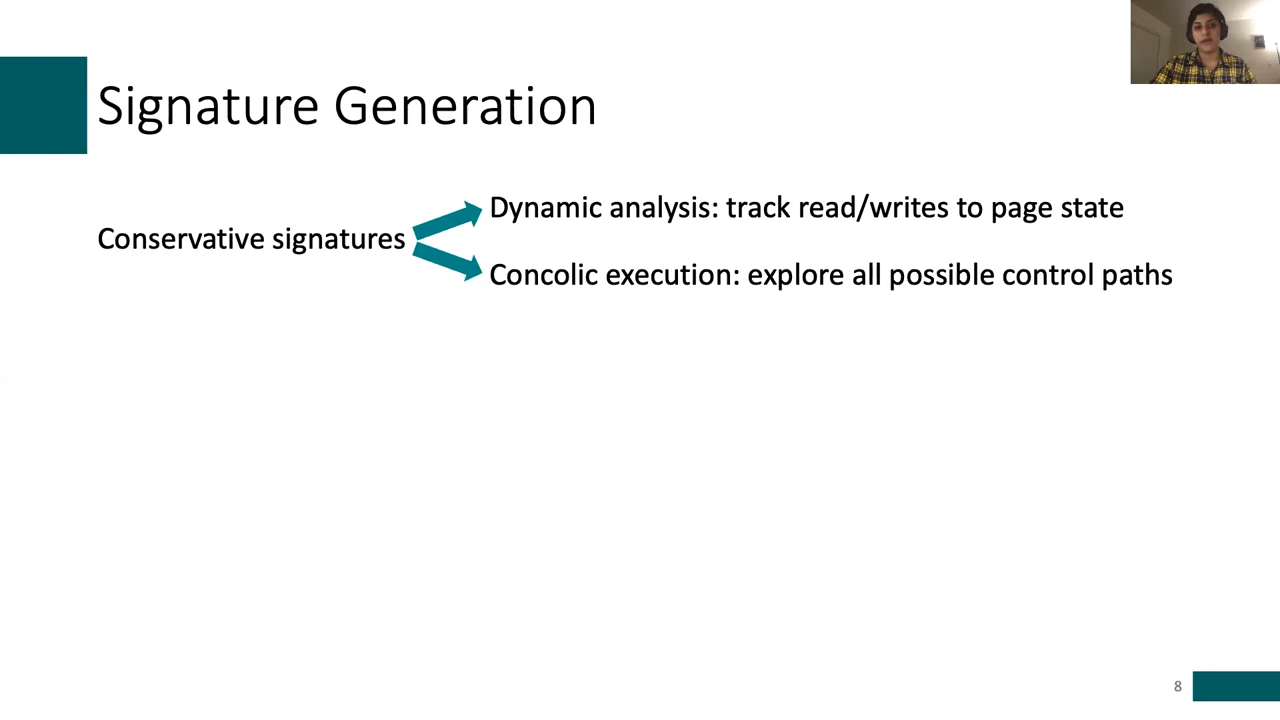 Signature Generation
Dynamic analysis: track read/writes to page state
Conservative signatures
Concolic execution: explore all possible control paths
8